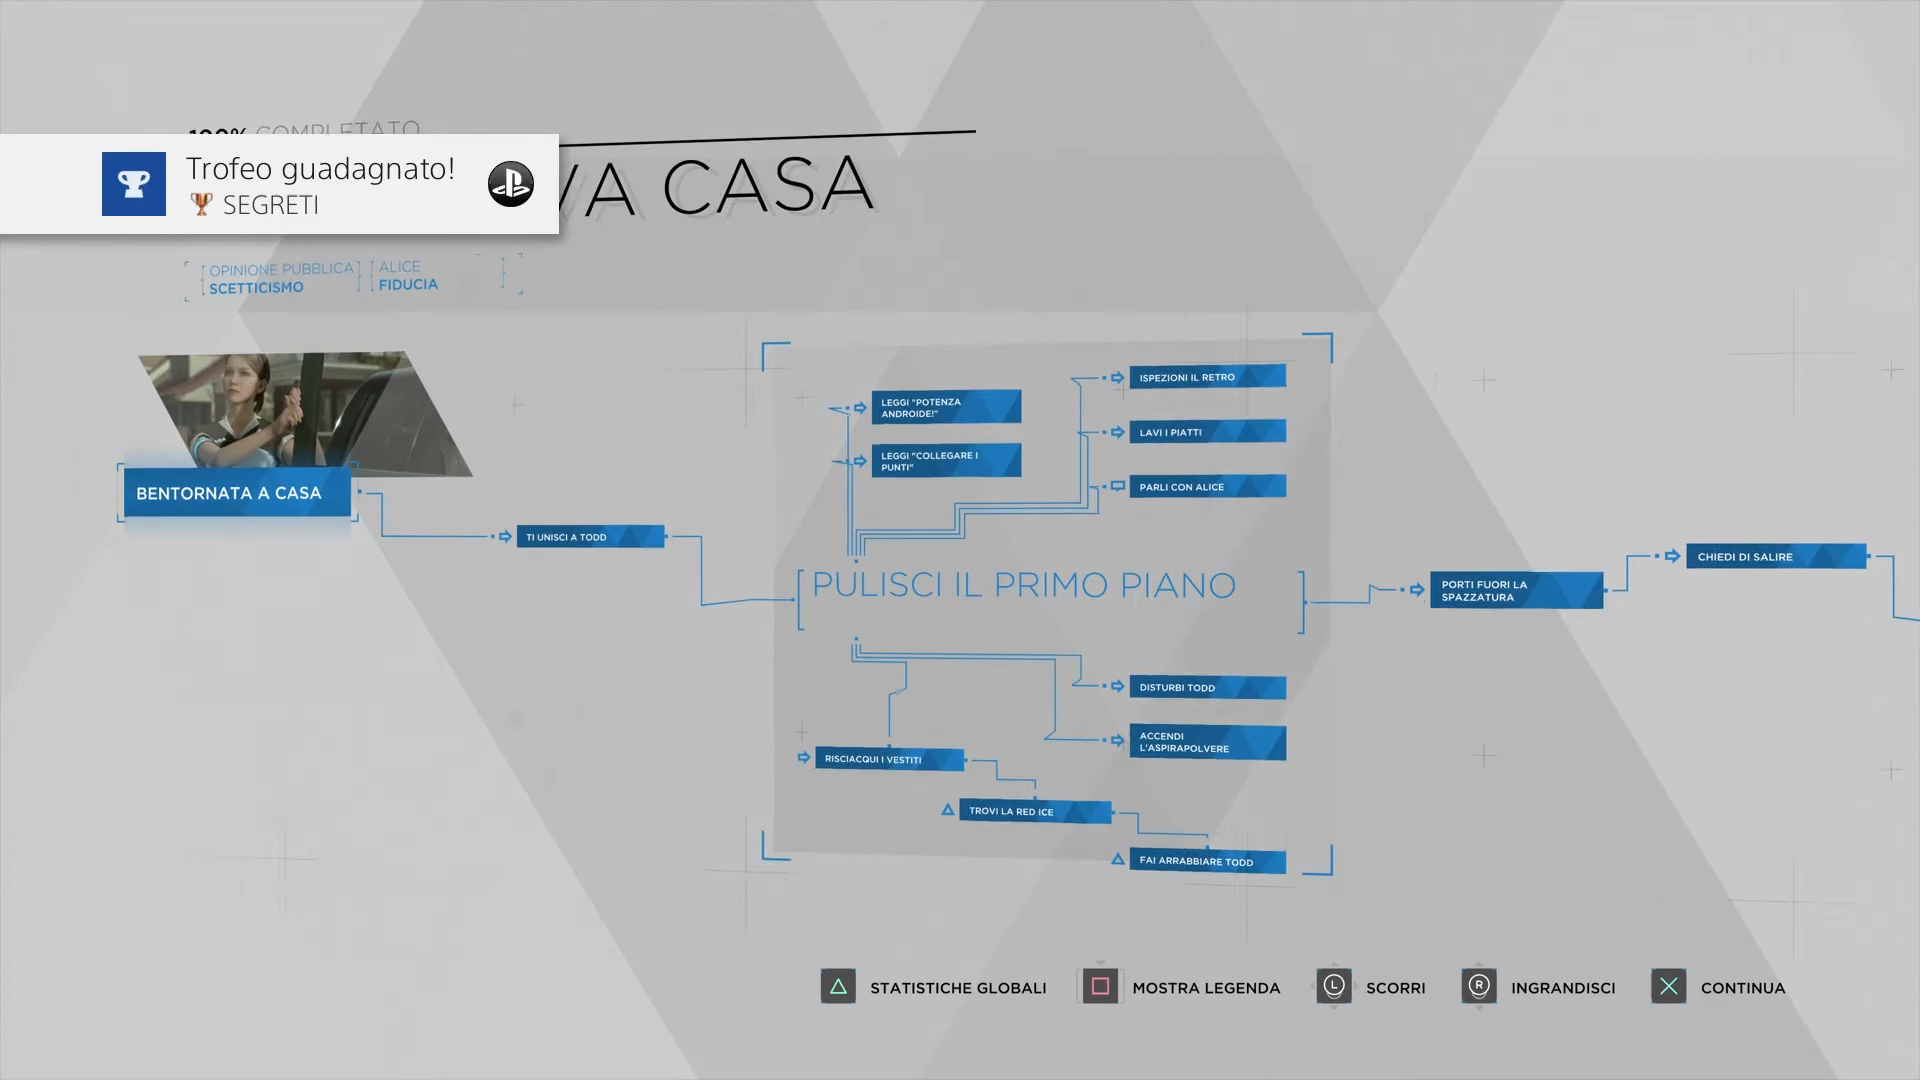 100% COMPLETATO
Trofeo guadagnato!
SEGRETI
VA CASA
OPINIONE PUBBLICA
SCETTICISMO
ALICE
FIDUCIA
BENTORNATA A CASA
TI UNISCI A TODD
LEGGI "POTENZA
ANDROIDE!"
LEGGI "COLLEGARE I
PUNTI"
ISPEZIONI IL RETRO
LAVI I PIATTI
PARLI CON ALICE
PULISCI IL PRIMO PIANO
DISTURBI TODD
ACCENDI
L'ASPIRAPOLVERE
RISCIACQUI I VESTITI
TROVI LA RED ICE
FAI ARRABBIARE TODD
PORTI FUORI LA
SPAZZATURA
CHIEDI DI SALIRE
STATISTICHE GLOBALI
MOSTRA LEGENDA
L
SCORRI
R
INGRANDISCI
CONTINUA